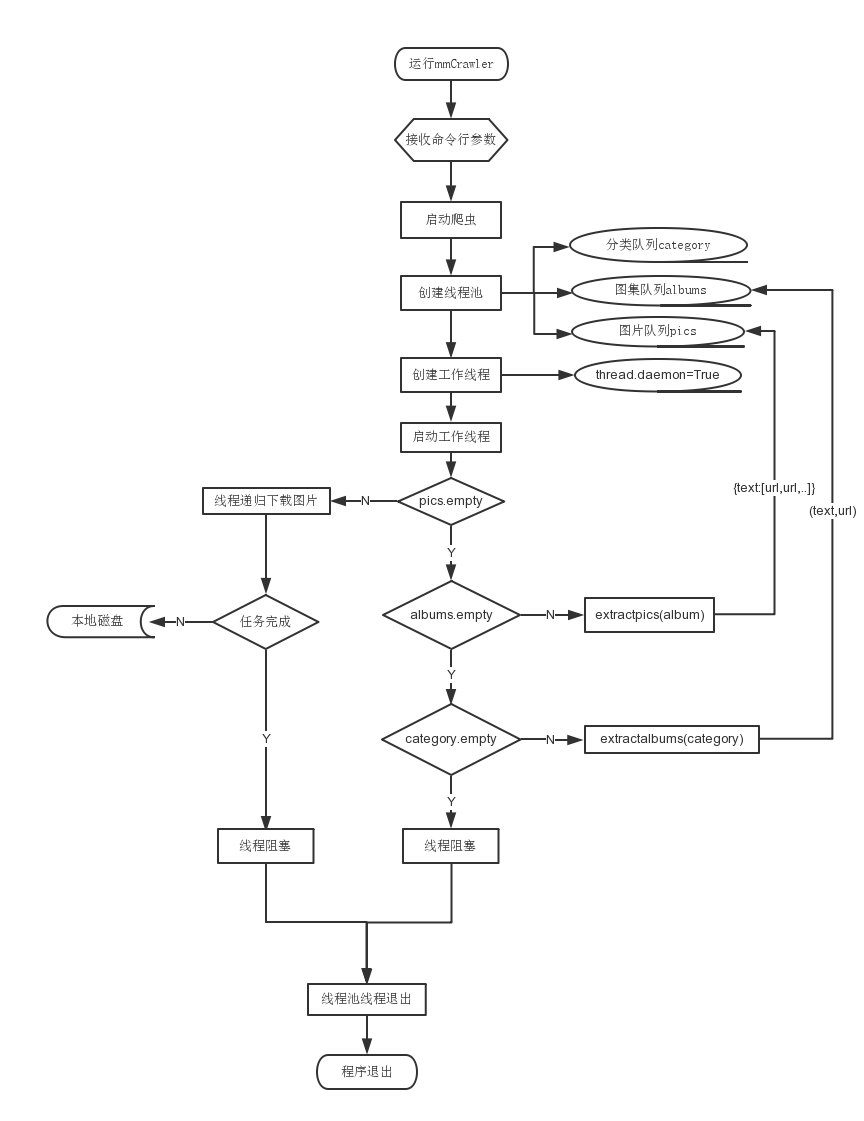 运行mmCrawler
接收命令行参数
启动爬虫
分类队列category
创建线程池
图集队列albums
图片队列pics
创建工作线程
thread.daemon=True
启动工作线程
线程递归下载图片
N
pics.empty
{text:[url,url,..]}
(text,url)
Y
本地磁盘
N
任务完成
albums.empty
N
extractpics(album)
Y
Y
category.empty
N
extractalbums(category)
Y
线程阻塞
线程阻塞
线程池线程退出
程序退出